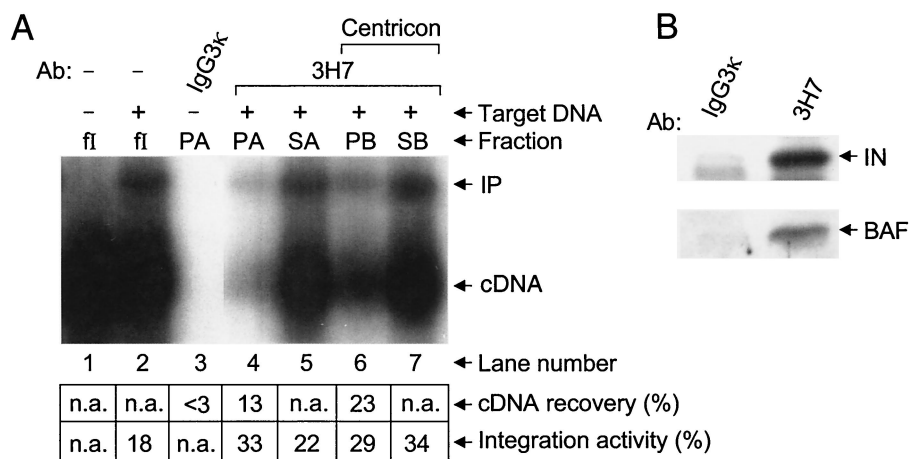 A
Centricon
Ab: – – IgG3κ 3H7
– + – + + + + Target DNA
fI fI PA PA SA PB SB Fraction
IP
cDNA
1 2 3 4 5 6 7 Lane number
n.a. n.a. <3 13 n.a. 23 n.a. cDNA recovery (%)
n.a. 18 n.a. 33 22 29 34 Integration activity (%)
B
Ab: IgG3κ 3H7
IN
BAF